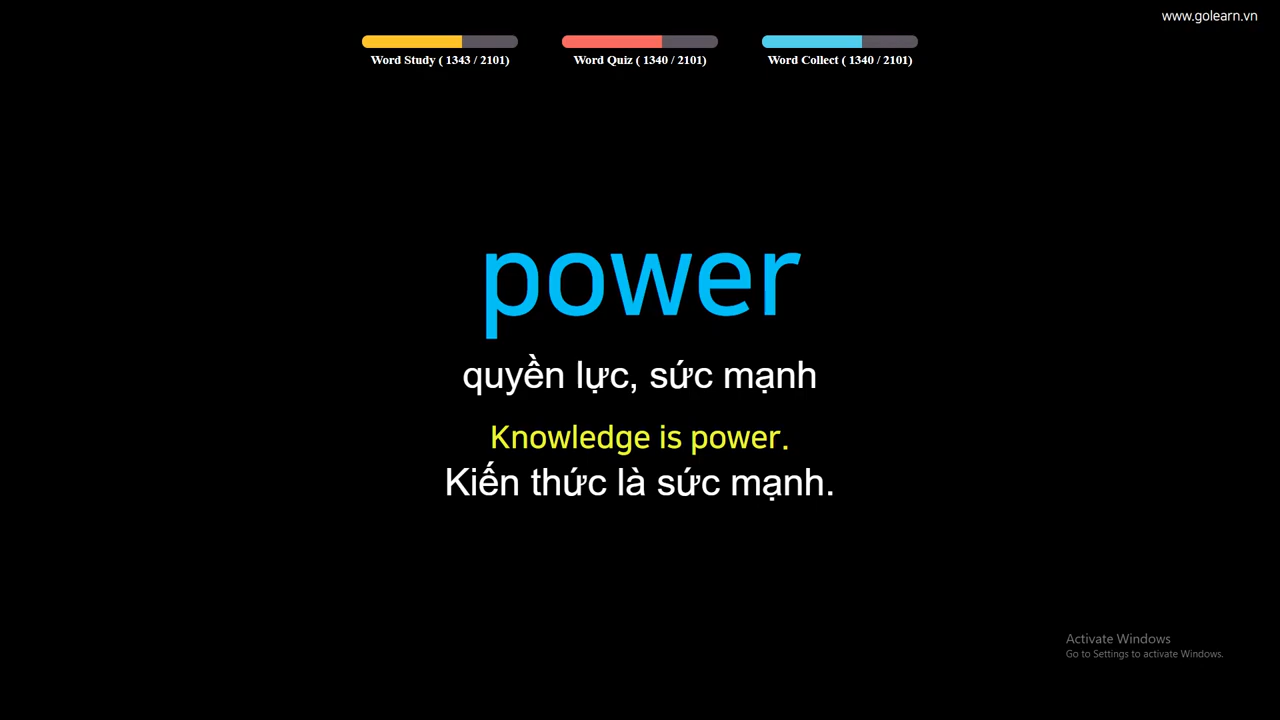 www.golearn.vn
Word Study ( 1343 / 2101)
Word Quiz ( 1340 / 2101)
Word Collect ( 1340 / 2101)
power
quyền lực, sức mạnh
Knowledge is power.
Kiến thức là sức mạnh.
Activate Windows
Go to Settings to activate Windows.